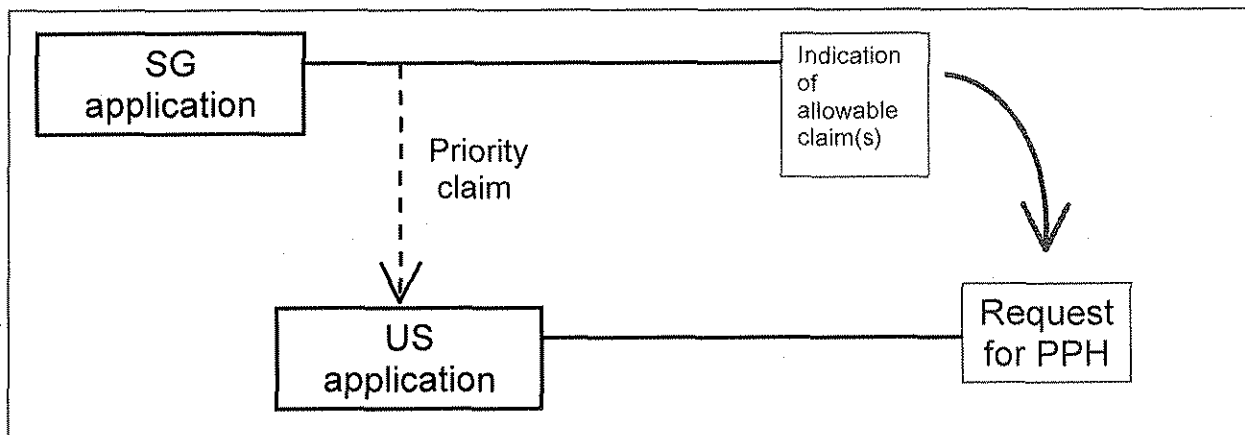 SG
application
Indication
of
allowable
claim(s)
Priority
claim
US
application
Request
for PPH